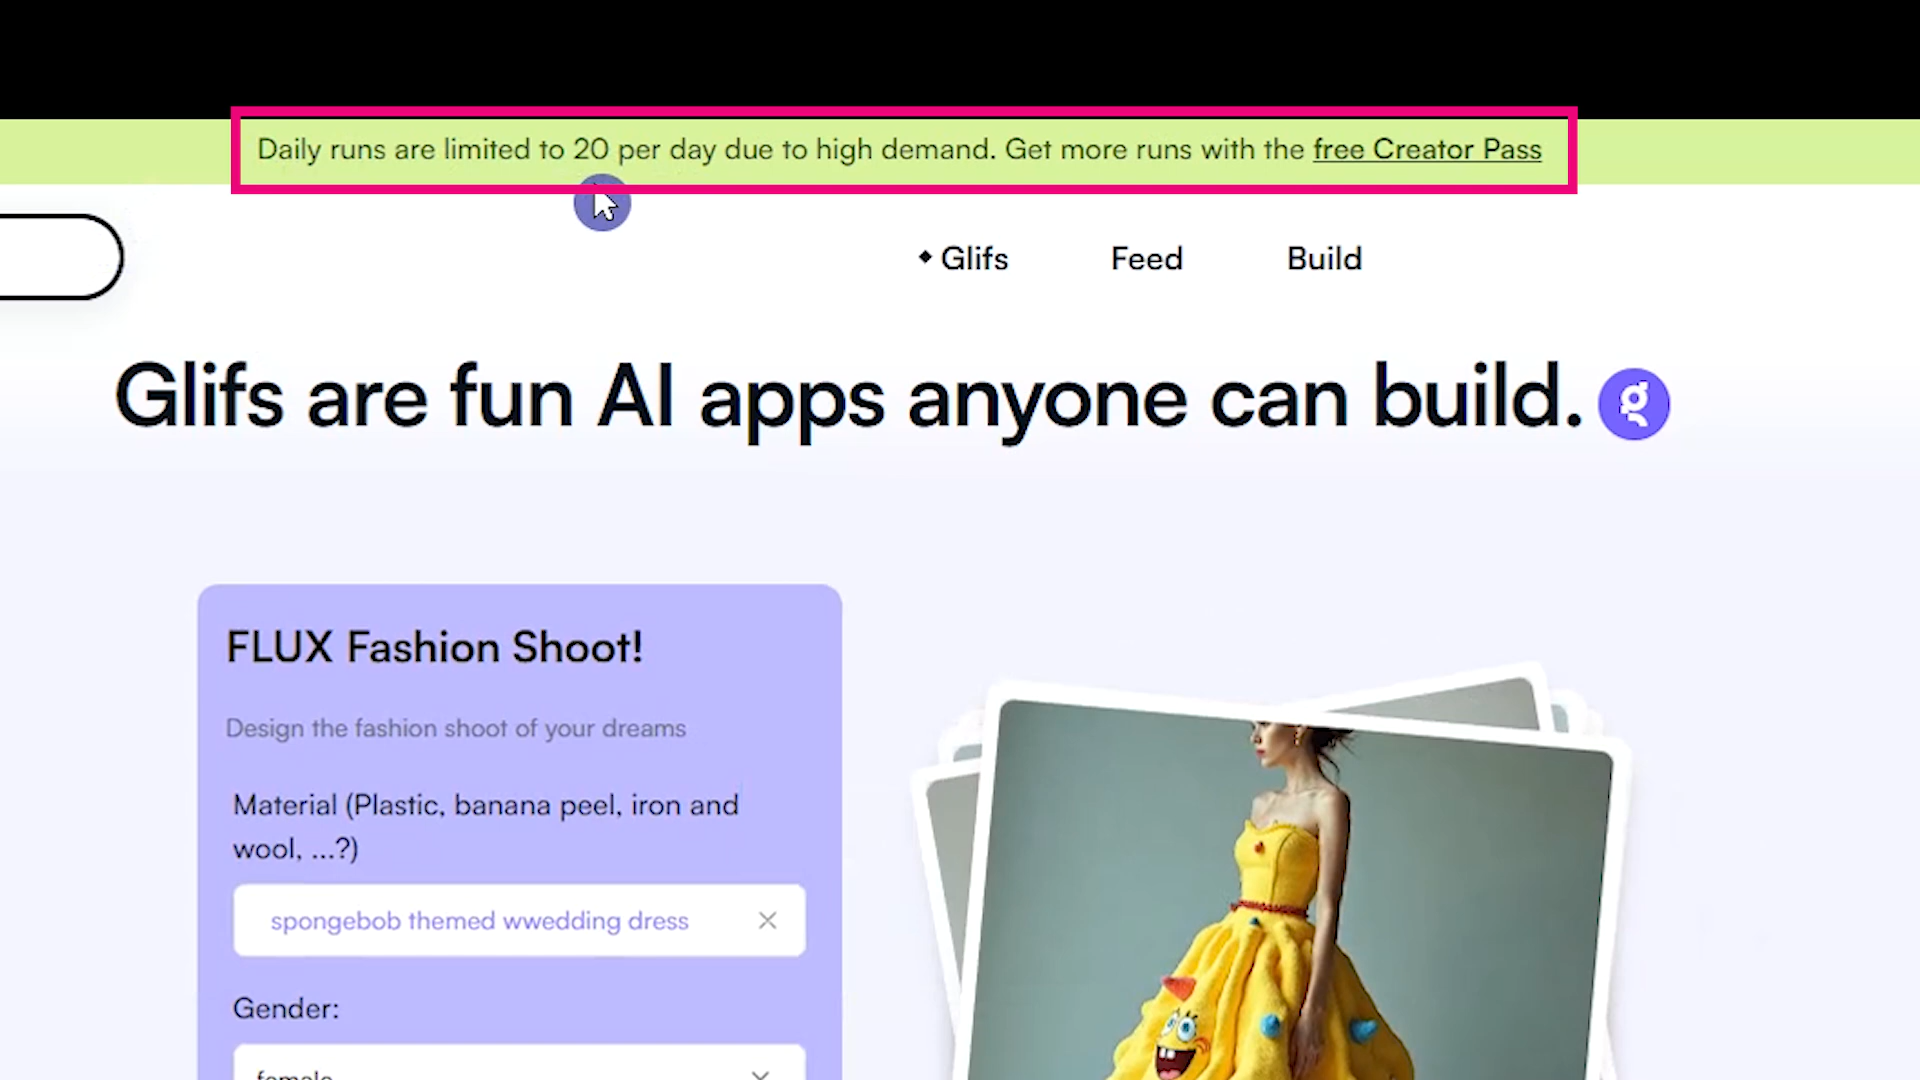 Daily runs are limited to 20 per day due to high demand. Get more runs with the free Creator Pass
Glifs
Feed
Build
Glifs are fun AI apps anyone can build.
FLUX Fashion Shoot!
Design the fashion shoot of your dreams
Material (Plastic, banana peel, iron and
wool, ...?)
spongebob themed wwedding dress
Gender:
female